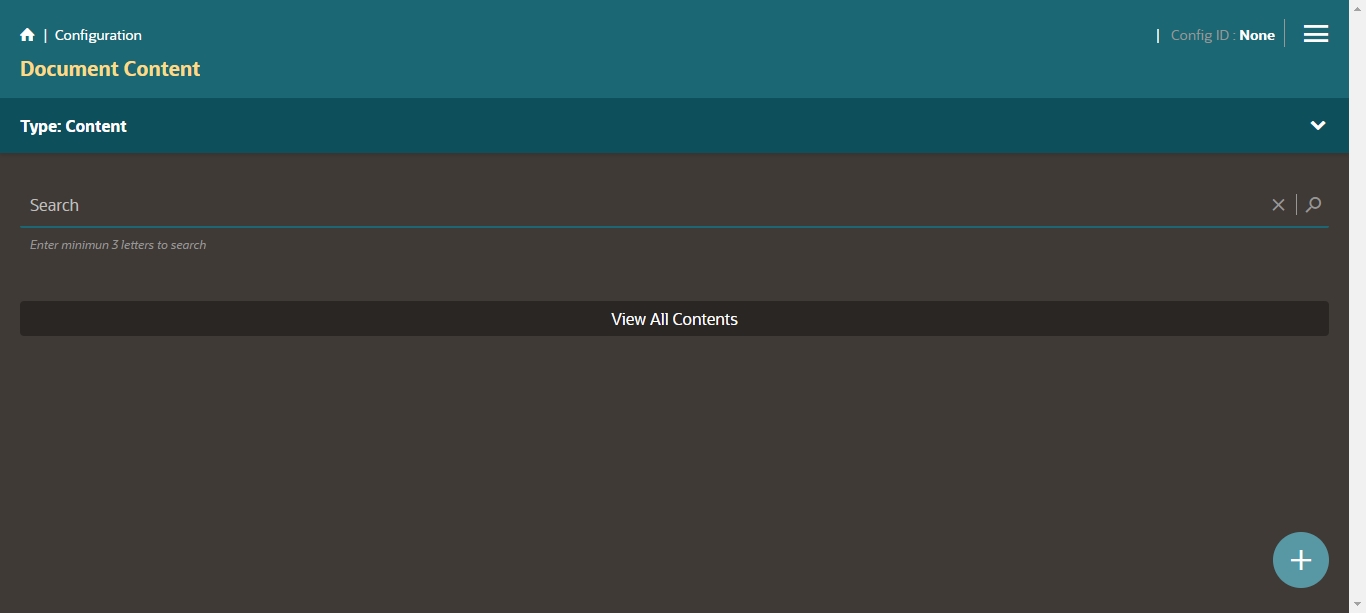 | Configuration
| Config ID : None
Document Content
Type: Content
Search
Enter minimun 3 letters to search
View All Contents